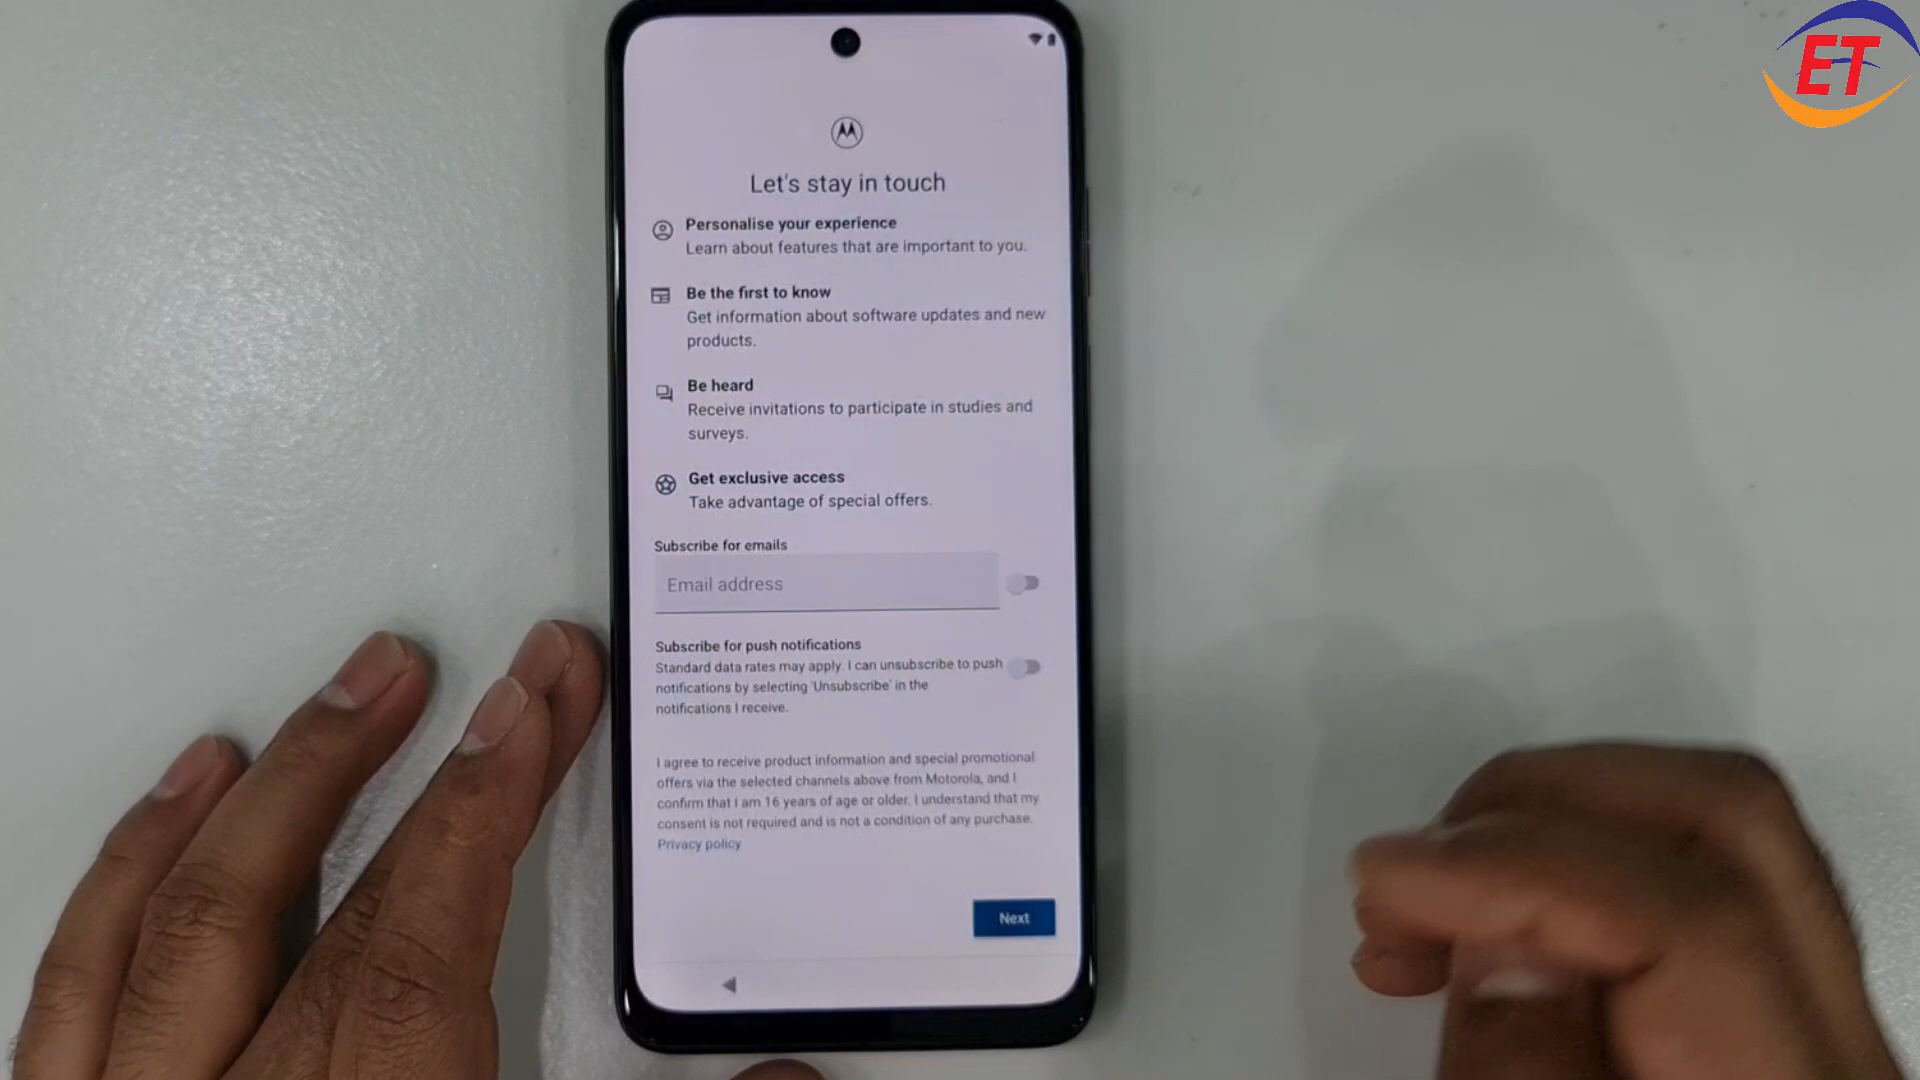 ET
Let's stay in touch
Personalise your experience
Learn about features that are important to you.
Be the first to know
Get information about software updates and new
products.
Be heard
Receive invitations to participate in studies and
surveys.
Get exclusive access
Take advantage of special offers.
Subscribe for emails
Email address
Subscribe for push notifications
Standard data rates may apply. I can unsubscribe to push
notifications by selecting 'Unsubscribe' in the
notifications I receive.
I agree to receive product information and special promotional
offers via the selected channels above from Motorola, and I
confirm that I am 16 years of age or older. I understand that my
consent is not required and is not a condition of any purchase.
Privacy policy
Next